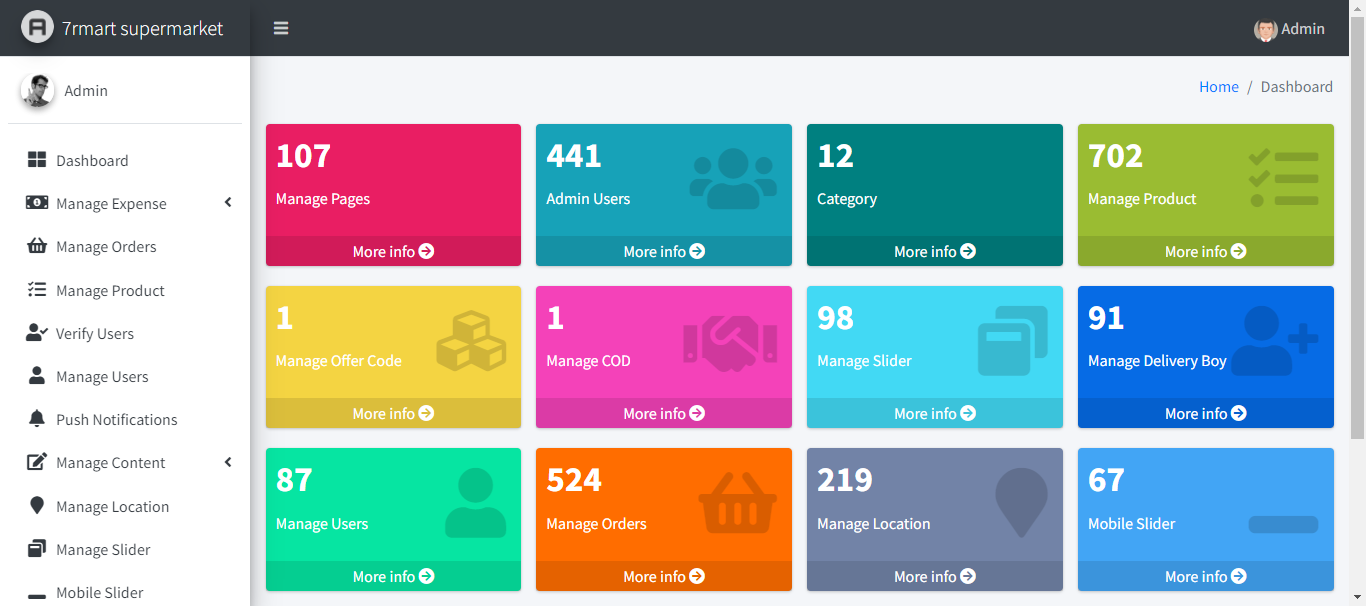 7rmart supermarket
Admin
Admin
Home / Dashboard
Dashboard
Manage Expense
Manage Orders
Manage Product
Verify Users
Manage Users
Push Notifications
Manage Content
Manage Location
Manage Slider
Mobile Slider
107
Manage Pages
More info
441
Admin Users
More info
12
Category
More info
702
Manage Product
More info
1
Manage Offer Code
More info
1
Manage COD
More info
98
Manage Slider
More info
91
Manage Delivery Boy
More info
87
Manage Users
More info
524
Manage Orders
More info
219
Manage Location
More info
67
Mobile Slider
More info